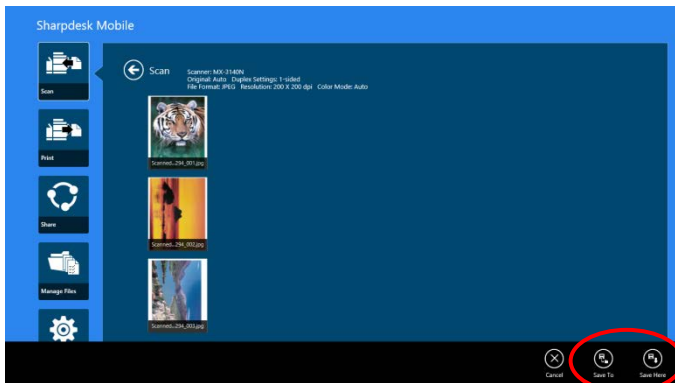 Sharpdesk Mobile
Scan
Print
Share
Manage Files
Scan
Scanner: MX-3140N
Original: Auto Duplex Settings: 1-sided
File Format: JPEG Resolution: 200 X 200 dpi Color Mode: Auto
Scanned...294_001.jpg
Scanned...294_002.jpg
Scanned...294_003.jpg
Cancel
Save To
Save Here